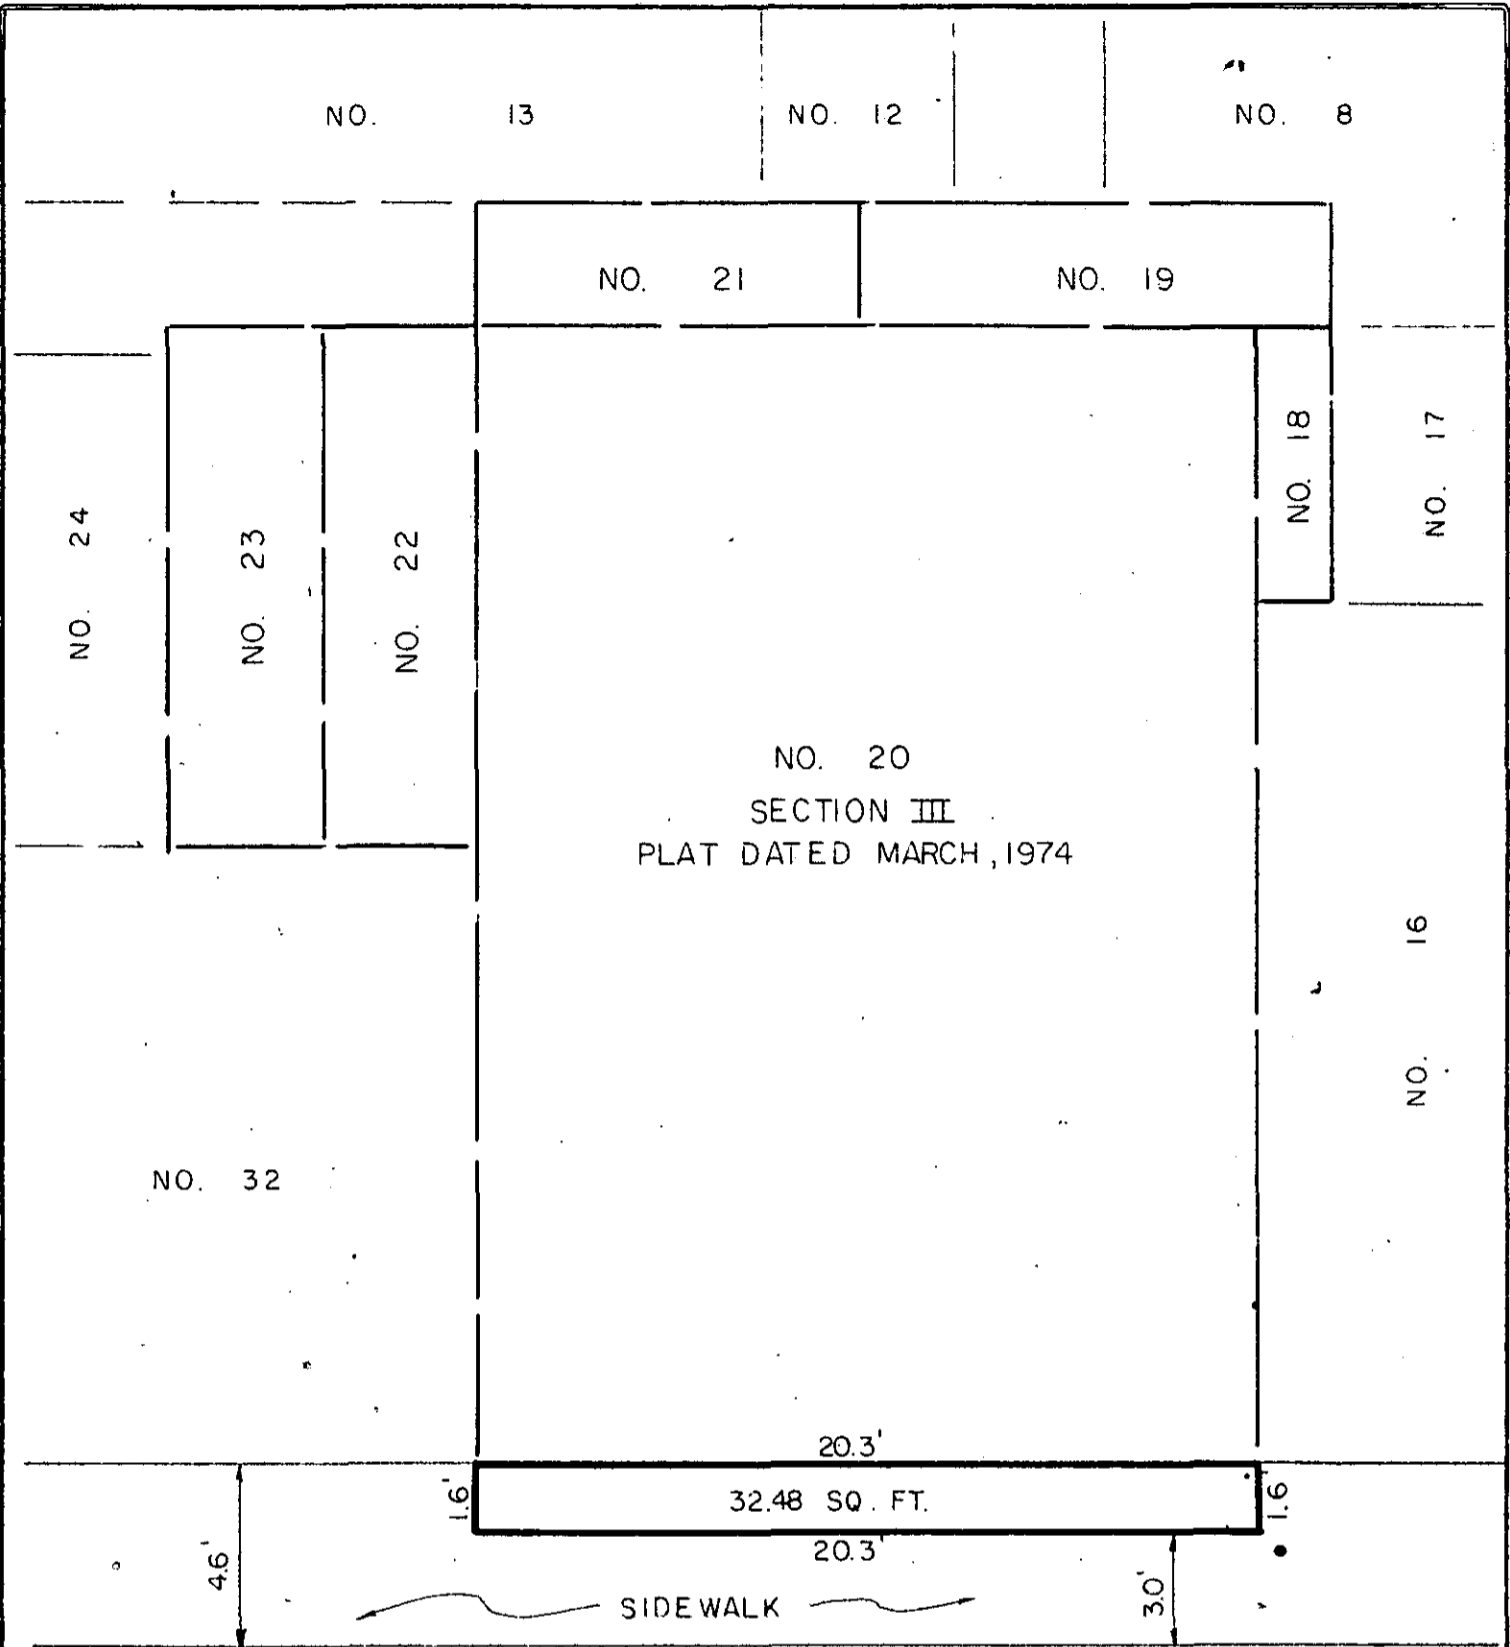 NO. 13
NO. 12
NO. 8
NO. 21
NO. 19
NO. 24
NO. 23
NO. 22
NO. 18
NO. 17
NO. 20
SECTION III
PLAT DATED MARCH, 1974
NO. 16
NO. 32
20.3'
1.6'
32.48 SQ. FT.
1.6'
20.3'
4.6'
SIDEWALK
3.0'